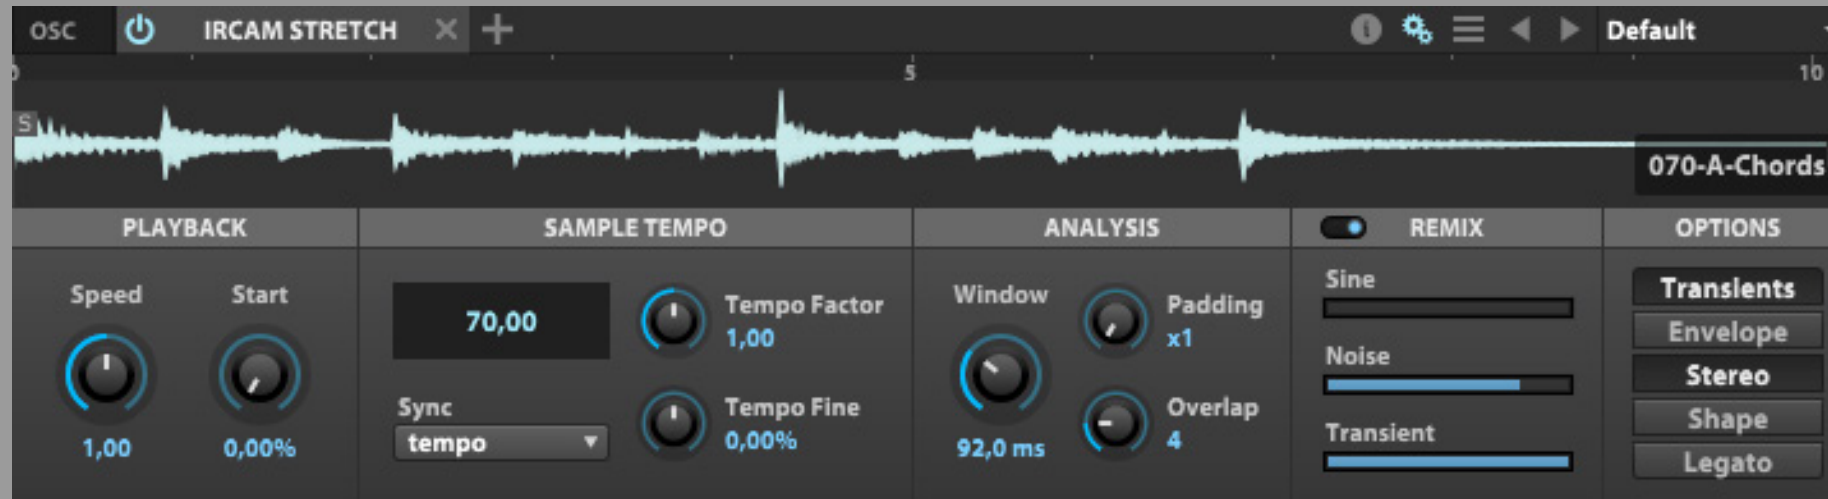 OSC IRCAM STRETCH Default
0 5 10
S
070-A-Chords
PLAYBACK SAMPLE TEMPO ANALYSIS REMIX OPTIONS
Speed Start
1,00 0,00%
70,00
Tempo Factor
1,00
Sync
tempo
Tempo Fine
0,00%
Window
92,0 ms
Padding
x1
Overlap
4
Sine
Noise
Transient
Transients
Envelope
Stereo
Shape
Legato